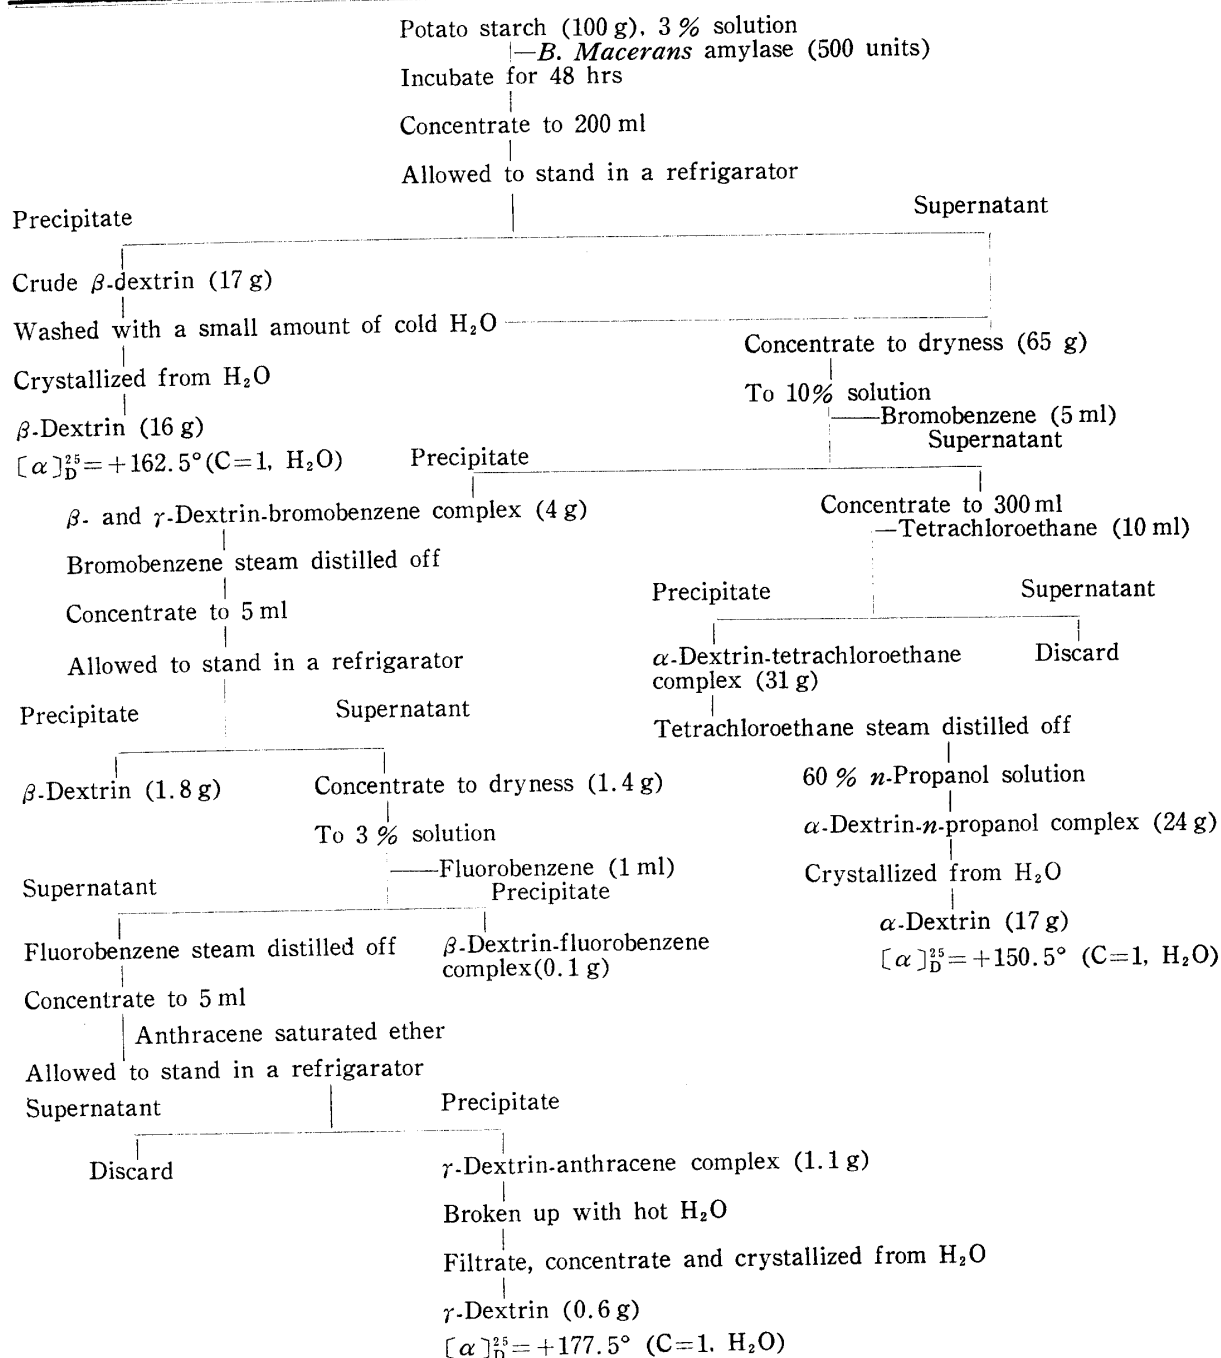 Potato starch (100 g), 3 % solution
B. Macerans amylase (500 units)
Incubate for 48 hrs
Concentrate to 200 ml
Allowed to stand in a refrigarator
Precipitate
Supernatant
Crude β-dextrin (17 g)
Washed with a small amount of cold H₂O
Crystallized from H₂O
β-Dextrin (16 g)
[α]²⁵_D = +162.5° (C=1, H₂O)
Concentrate to dryness (65 g)
To 10% solution
Bromobenzene (5 ml)
Precipitate
Supernatant
β- and γ-Dextrin-bromobenzene complex (4 g)
Bromobenzene steam distilled off
Concentrate to 5 ml
Allowed to stand in a refrigarator
Concentrate to 300 ml
Tetrachloroethane (10 ml)
Precipitate
Supernatant
α-Dextrin-tetrachloroethane
complex (31 g)
Discard
Tetrachloroethane steam distilled off
60 % n-Propanol solution
α-Dextrin-n-propanol complex (24 g)
Crystallized from H₂O
α-Dextrin (17 g)
[α]²⁵_D = +150.5° (C=1, H₂O)
Precipitate
Supernatant
β-Dextrin (1.8 g)
Concentrate to dryness (1.4 g)
To 3 % solution
Fluorobenzene (1 ml)
Supernatant
Precipitate
Fluorobenzene steam distilled off
β-Dextrin-fluorobenzene
complex(0.1 g)
Concentrate to 5 ml
Anthracene saturated ether
Allowed to stand in a refrigarator
Supernatant
Precipitate
Discard
γ-Dextrin-anthracene complex (1.1 g)
Broken up with hot H₂O
Filtrate, concentrate and crystallized from H₂O
γ-Dextrin (0.6 g)
[α]²⁵_D = +177.5° (C=1, H₂O)